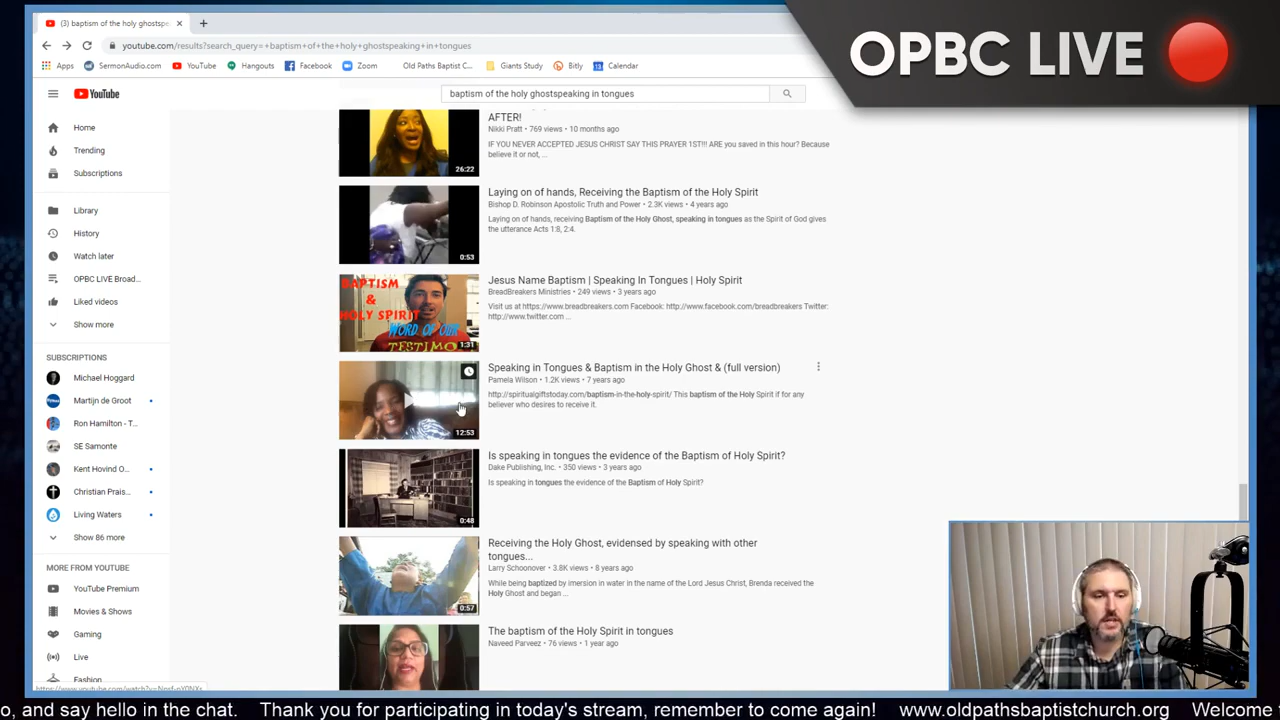 (3) baptism of the holy ghostspe
OPBC LIVE
youtube.com/results?search_query=+baptism+of+the+holy+ghostspeaking+in+tongues
Apps SermonAudio.com YouTube Hangouts Facebook Zoom Old Paths Baptist C... Giants Study Bitly Calendar
YouTube
baptism of the holy ghostspeaking in tongues
Home
Trending
Subscriptions
Library
History
Watch later
OPBC LIVE Broad...
Liked videos
Show more
SUBSCRIPTIONS
Michael Hoggard
Martijn de Groot
Ron Hamilton - T...
SE Samonte
Kent Hovind O...
Christian Prais...
Living Waters
Show 86 more
MORE FROM YOUTUBE
YouTube Premium
Movies & Shows
Gaming
Live
Fashion
AFTER!
Nikki Pratt • 769 views • 10 months ago
IF YOU NEVER ACCEPTED JESUS CHRIST SAY THIS PRAYER 1ST!!! ARE you saved in this hour? Because
believe it or not, ...
26:22
Laying on of hands, Receiving the Baptism of the Holy Spirit
Bishop D. Robinson Apostolic Truth and Power • 2.3K views • 4 years ago
Laying on of hands, receiving Baptism of the Holy Ghost, speaking in tongues as the Spirit of God gives
the utterance Acts 1:8, 2:4.
0:53
Jesus Name Baptism | Speaking In Tongues | Holy Spirit
BreadBreakers Ministries • 249 views • 3 years ago
Visit us at https://www.breadbreakers.com Facebook: http://www.facebook.com/breadbreakers Twitter:
http://www.twitter.com ...
BAPTISM
&
HOLY SPIRIT
WORD OF OUR
TESTIMO
1:31
Speaking in Tongues & Baptism in the Holy Ghost & (full version)
Pamela Wilson • 1.2K views • 7 years ago
http://spiritualgiftstoday.com/baptism-in-the-holy-spirit/ This baptism of the Holy Spirit if for any
believer who desires to receive it.
12:53
Is speaking in tongues the evidence of the Baptism of Holy Spirit?
Dake Publishing, Inc. • 350 views • 3 years ago
Is speaking in tongues the evidence of the Baptism of Holy Spirit?
0:48
Receiving the Holy Ghost, evidensed by speaking with other
tongues...
Larry Schoonover • 3.8K views • 8 years ago
While being baptized by imersion in water in the name of the Lord Jesus Christ, Brenda received the
Holy Ghost and began ...
0:57
The baptism of the Holy Spirit in tongues
Naveed Parveez • 76 views • 1 year ago
o, and say hello in the chat. Thank you for participating in today's stream, remember to come again! www.oldpathsbaptistchurch.org Welcome